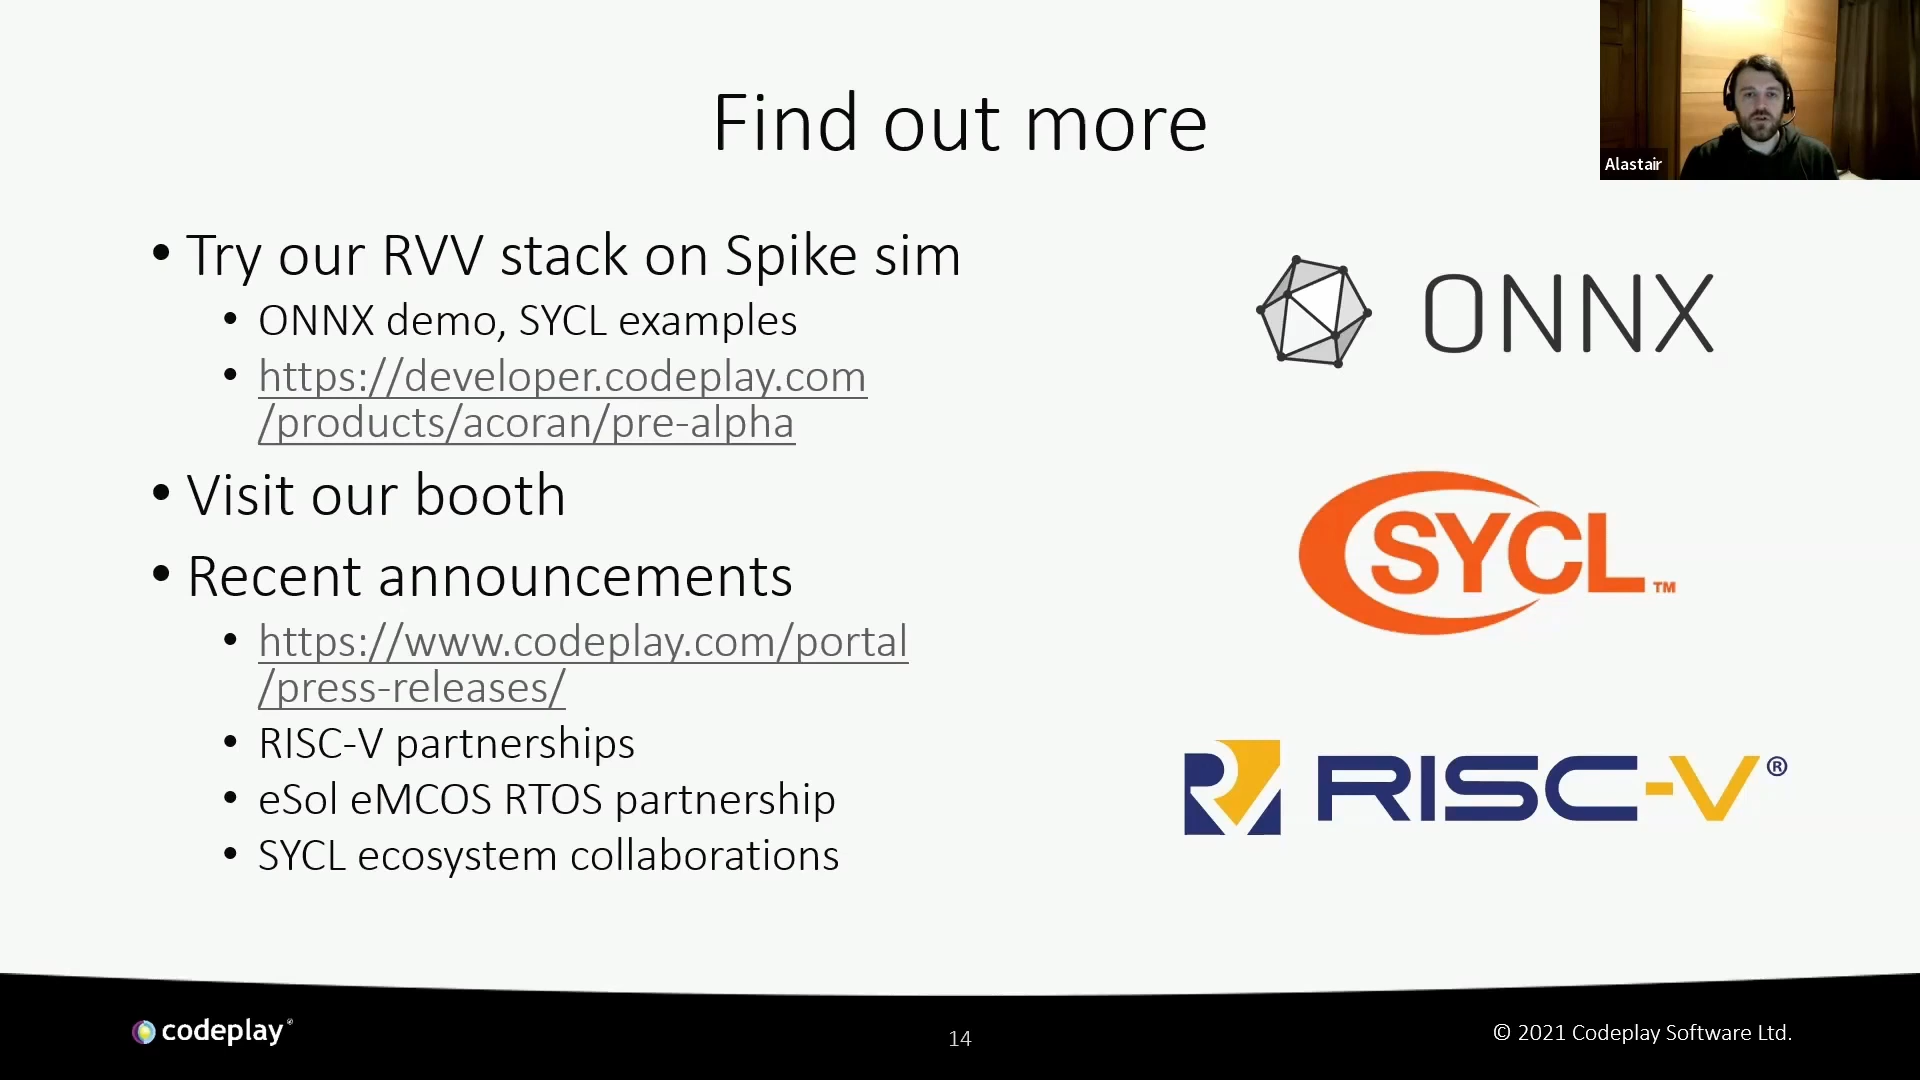 Find out more
Alastair
• Try our RVV stack on Spike sim
• ONNX demo, SYCL examples
• https://developer.codeplay.com
/products/acoran/pre-alpha
• Visit our booth
• Recent announcements
• https://www.codeplay.com/portal
/press-releases/
• RISC-V partnerships
• eSol eMCOS RTOS partnership
• SYCL ecosystem collaborations
ONNX
SYCL™
RISC-V®
codeplay®
14
© 2021 Codeplay Software Ltd.